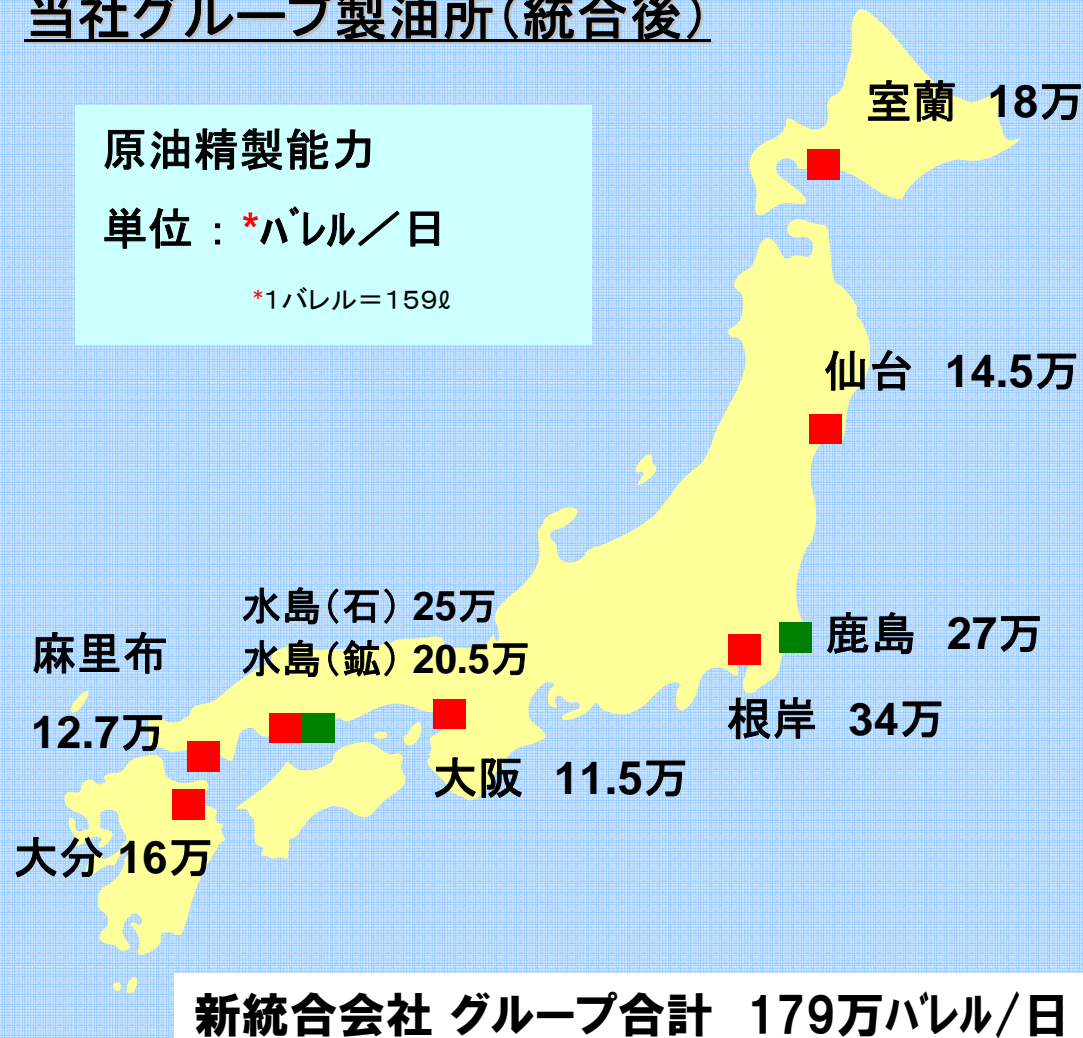 当社グループ製油所（統合後）
原油精製能力
単位：*バレル／日
*1バレル＝159ℓ
室蘭 18万
仙台 14.5万
水島（石）25万
水島（鉱）20.5万
麻里布
12.7万
鹿島 27万
根岸 34万
大阪 11.5万
大分 16万
新統合会社 グループ合計 179万バレル/日